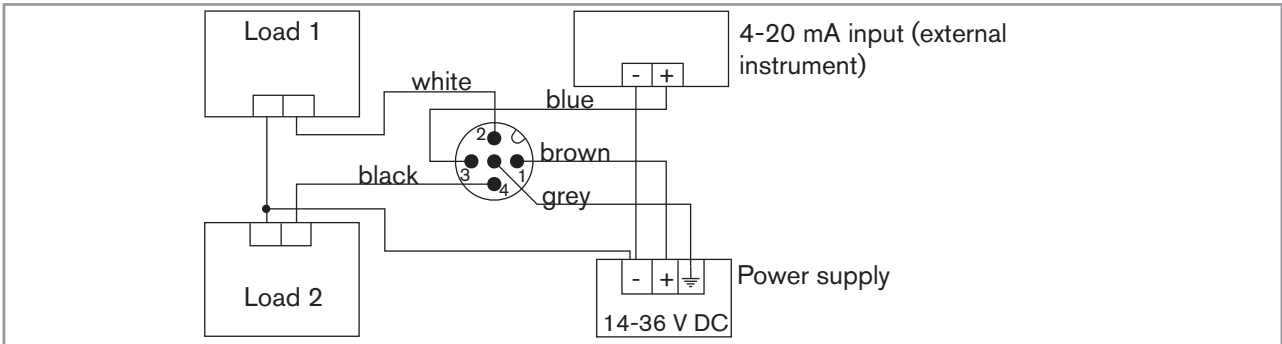 Load 1
4-20 mA input (external
instrument)
- +
white
blue
2
brown
3
1
black
4
grey
- +
Power supply
Load 2
14-36 V DC